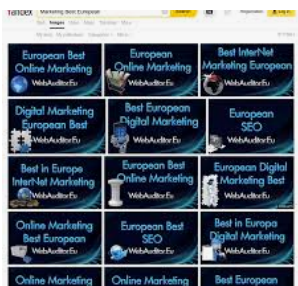 Yandex Marketing Best European
Images
European Best
Online Marketing
WebAuditor.Eu
European
Online Marketing
WebAuditor.Eu
Best InterNet
Marketing European
WebAuditor.Eu
Digital Marketing
European Best
WebAuditor.Eu
Best European
Digital Marketing
WebAuditor.Eu
European
SEO
WebAuditor.Eu
Best in Europe
InterNet Marketing
WebAuditor.Eu
European Best
Online Marketing
WebAuditor.Eu
European Digital
Marketing Best
WebAuditor.Eu
Online Marketing
Best European
WebAuditor.Eu
European Best
SEO
WebAuditor.Eu
Best in Europa
Digital Marketing
WebAuditor.Eu
Online Marketing
Online Marketing
Best European